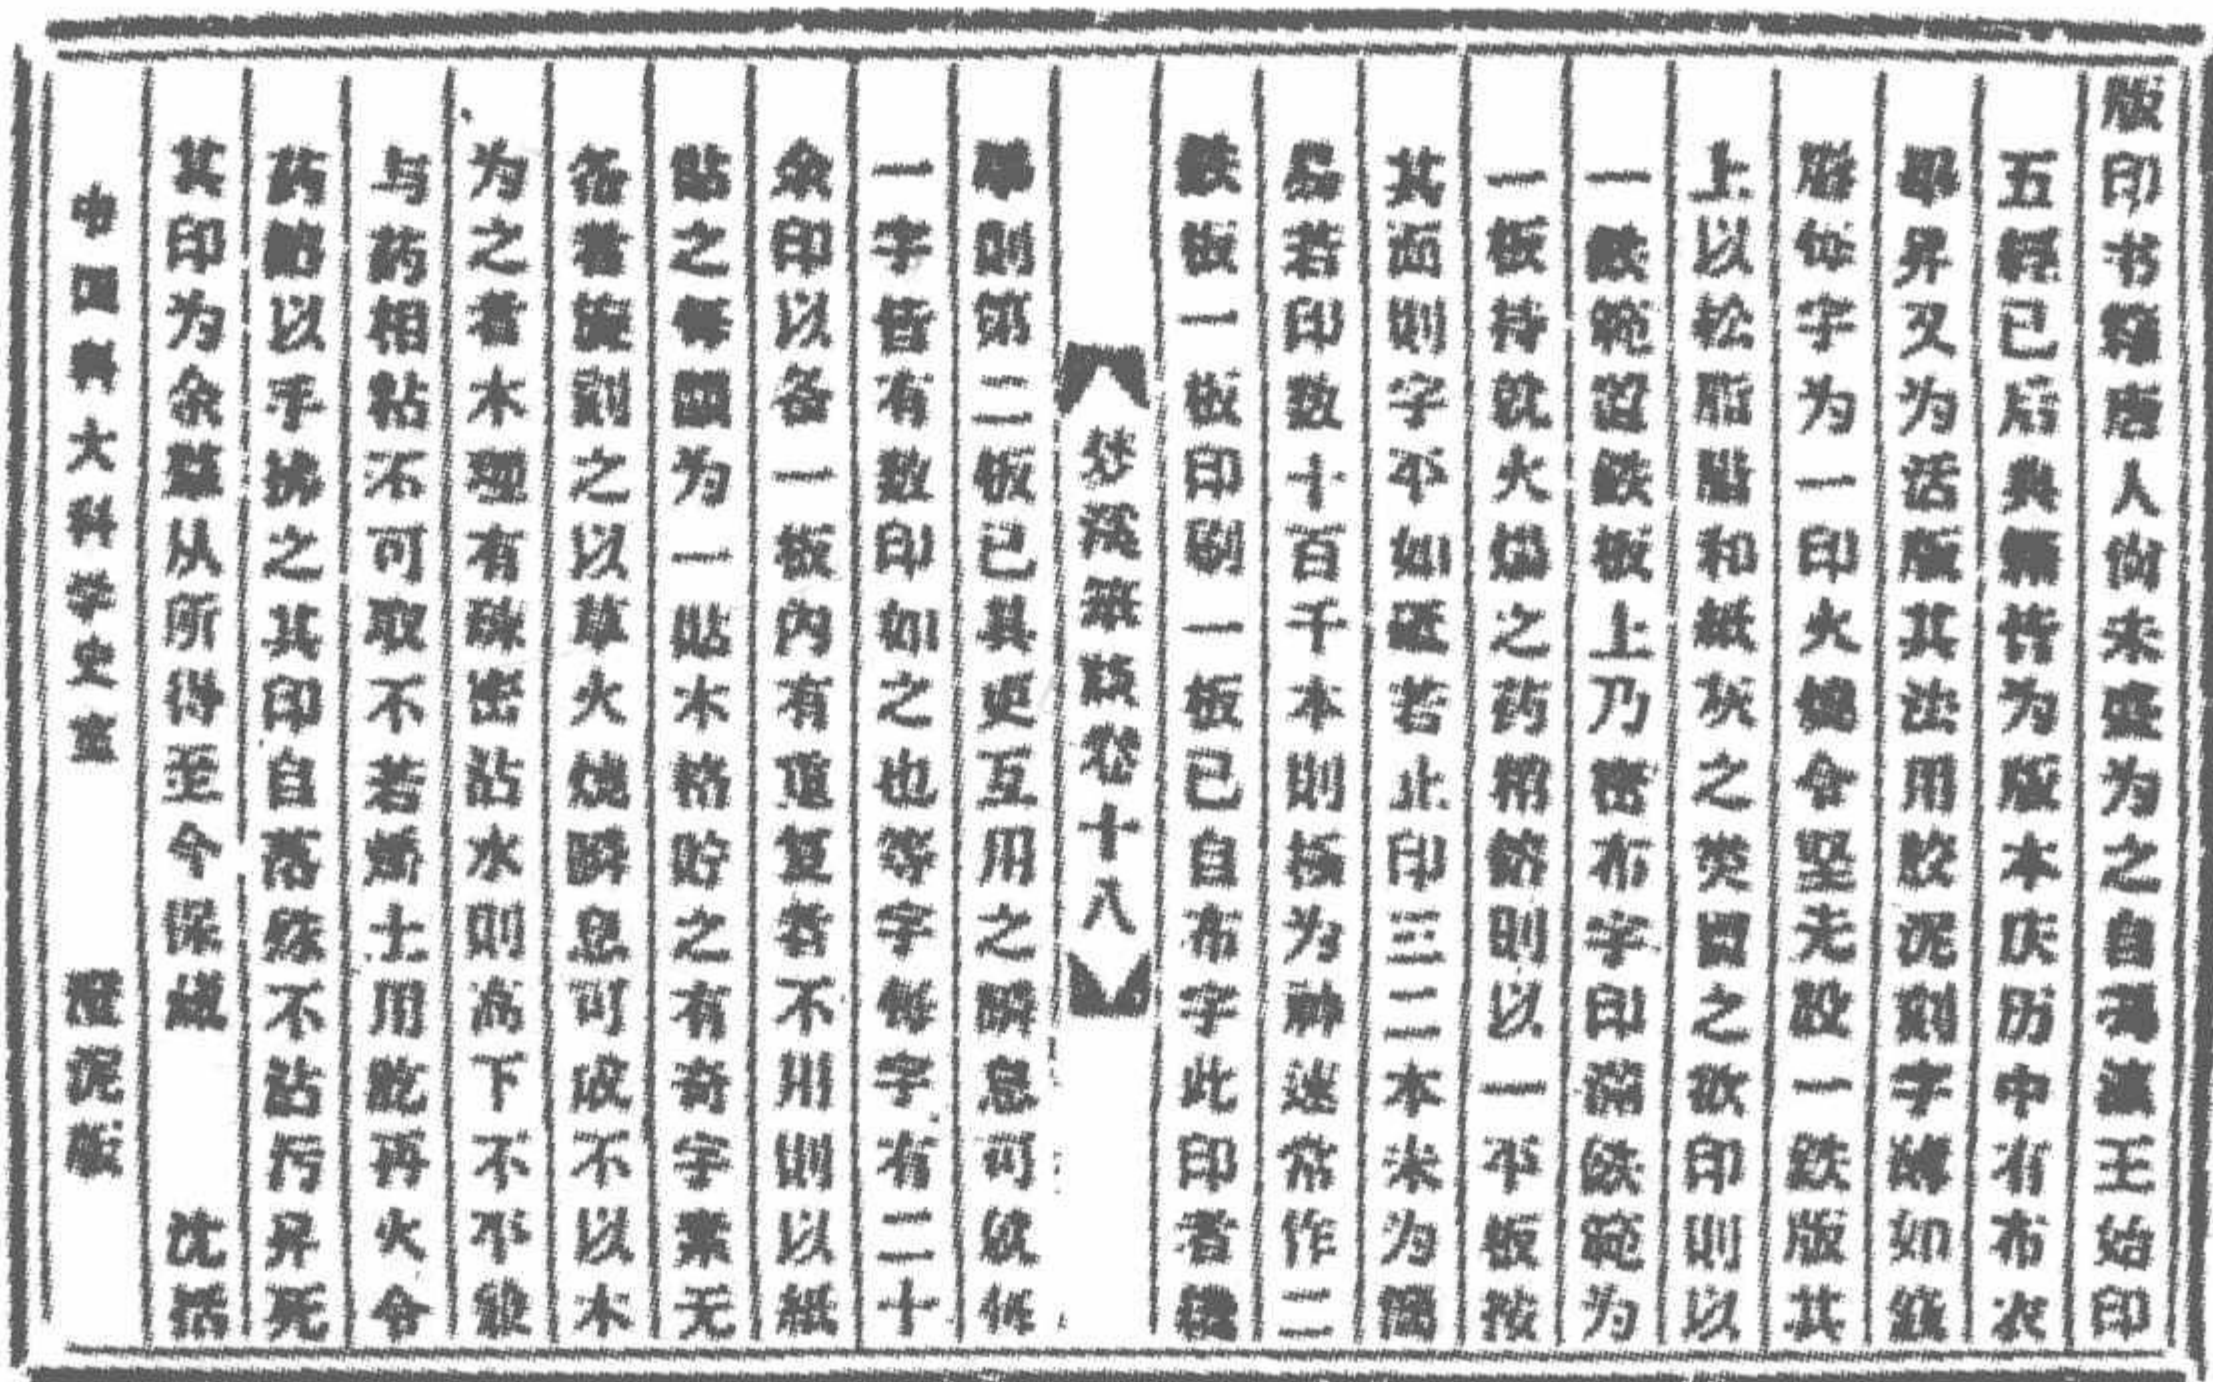 版印书籍唐人尚未盛为之自冯瀛王始印
五经已后典籍皆为版本庆历中有布衣
毕昇又为活版其法用胶泥刻字薄如钱
唇每字为一印火烧令坚先设一鉄版其
上以松脂腊和紙灰之类冒之欲印则以
一鉄范置鉄板上乃密布字印满鉄范为
一板持就火炀之药稍鎔则以一平板按
其面则字平如砥若止印三二本未为简
易若印数十百千本则极为神速常作二
鉄板一板印刷一板已自布字此印者才
梦溪笔谈卷十八
毕则第二板已具更互用之瞬息可就每
一字皆有数印如之也等字每字有二十
余印以备一板内有重复者不用则以紙
贴之每韻为一贴木格贮之有奇字素无
备者旋刻之以草火烧瞬息可成不以木
为之者木理有疎密沾水则高下不平兼
与药相粘不可取不若燔土用讫再火令
药鎔以手拂之其印自落殊不沾污昇死
其印为余羣从所得至今保藏 沈括
中国科大科学史室 澄泥版